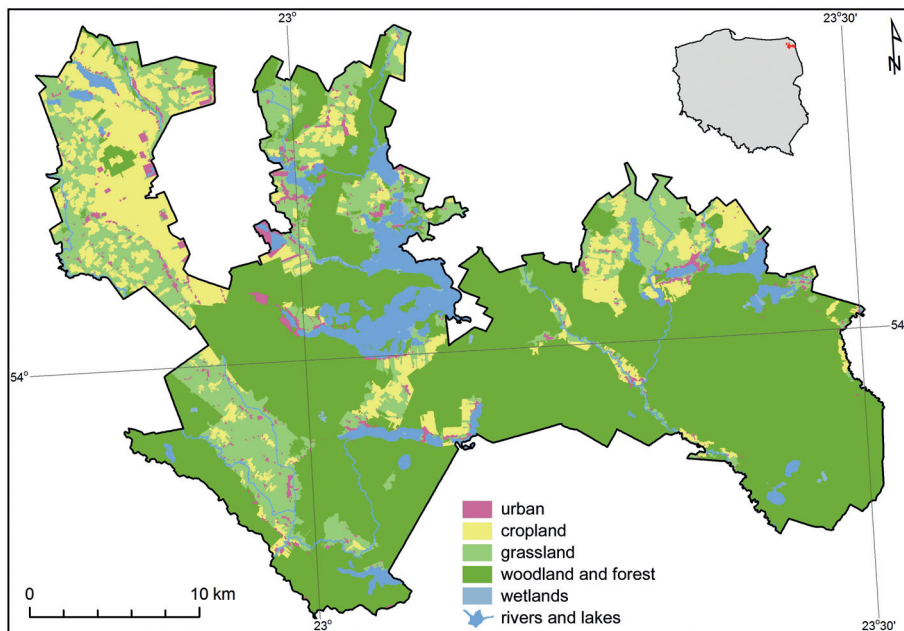 23°
23°30'
N
54°
54°
urban
cropland
grassland
woodland and forest
wetlands
rivers and lakes
0 10 km
23°
23°30'